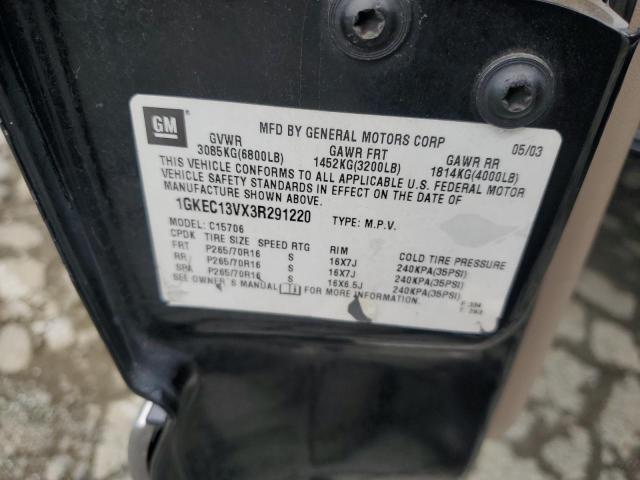 GM
MFD BY GENERAL MOTORS CORP 05/03
GVWR GAWR FRT GAWR RR
3085KG(6800LB) 1452KG(3200LB) 1814KG(4000LB)
THIS VEHICLE CONFORMS TO ALL APPLICABLE U.S. FEDERAL MOTOR
VEHICLE SAFETY STANDARDS IN EFFECT ON THE DATE OF
MANUFACTURE SHOWN ABOVE.
1GKEC13VX3R291220 TYPE: M.P.V.
MODEL: C15706
CPDK TIRE SIZE SPEED RTG RIM COLD TIRE PRESSURE
FRT P265/70R16 S 16X7J 240KPA(35PSI)
RR P265/70R16 S 16X7J 240KPA(35PSI)
SPA P265/70R16 S 16X6.5J 240KPA(35PSI)
SEE OWNER'S MANUAL FOR MORE INFORMATION.